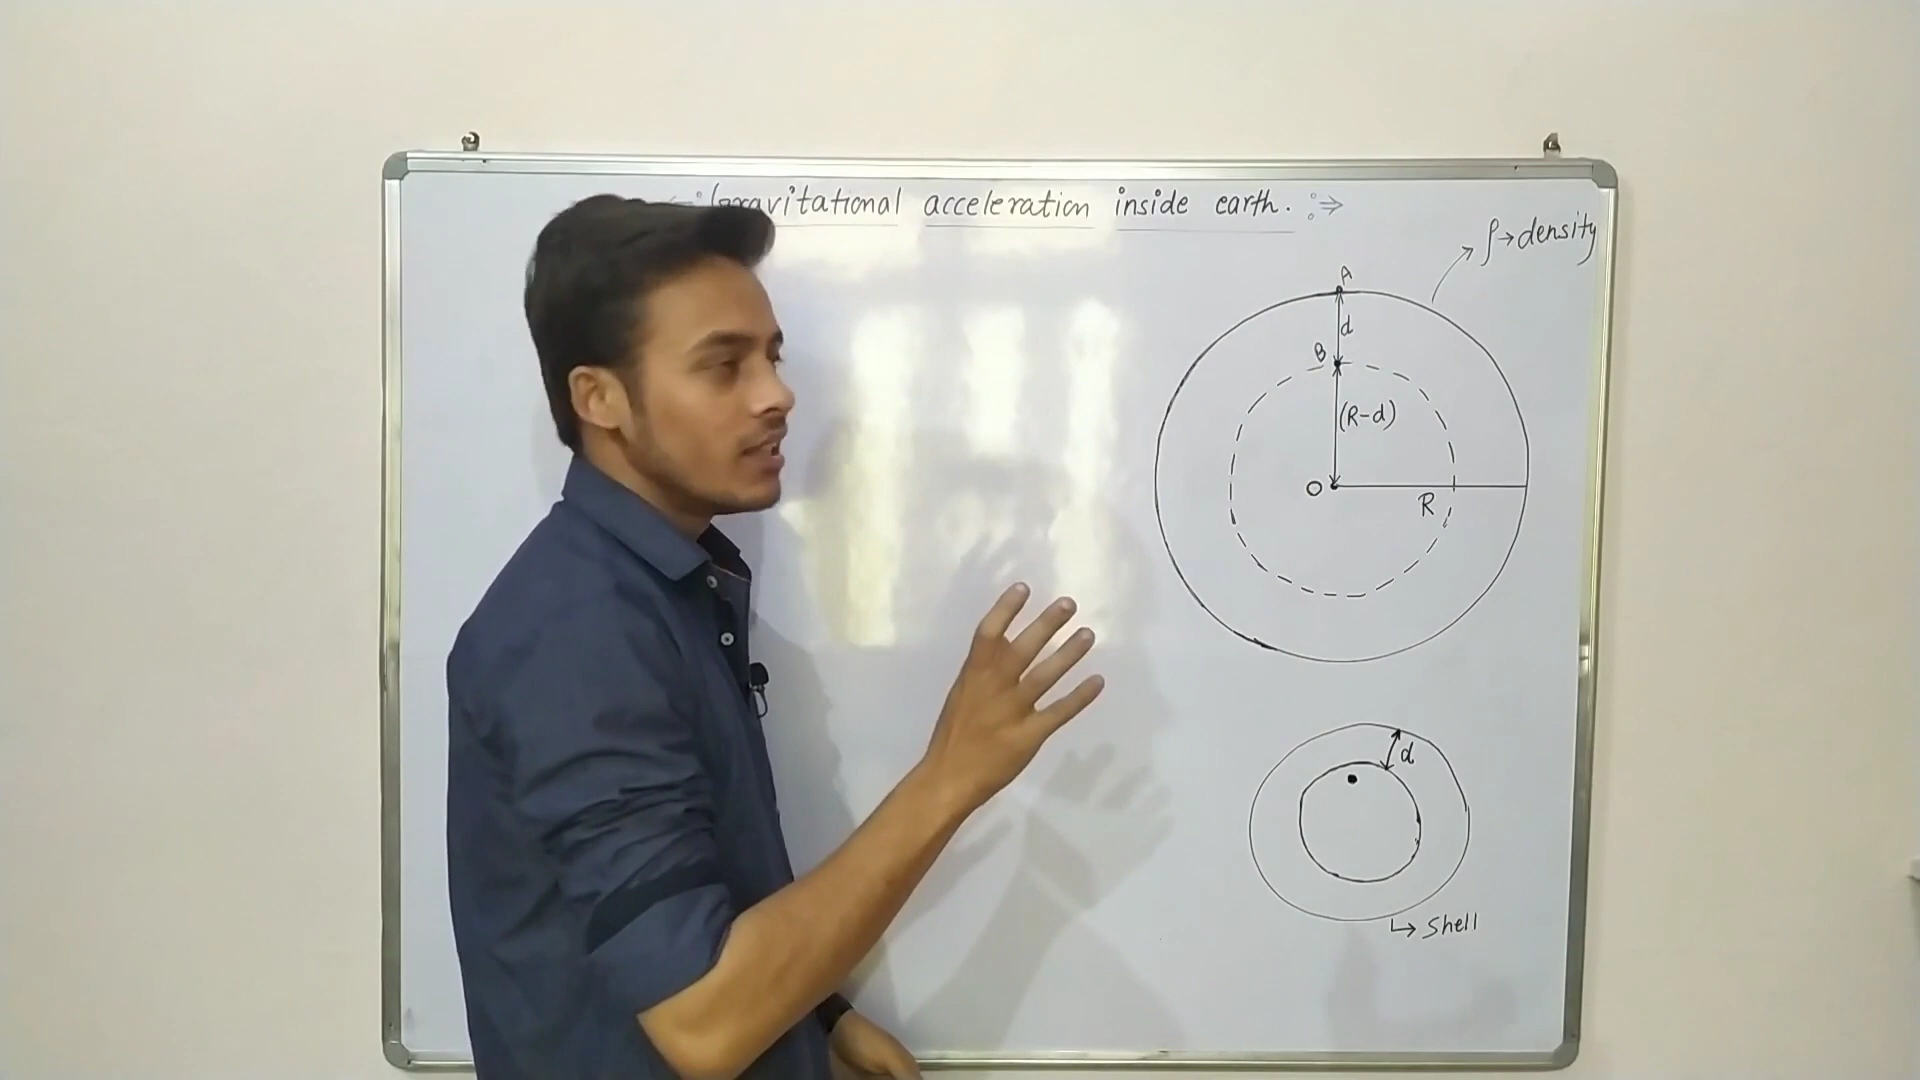 Gravitational acceleration inside earth. :⇒
ρ→density
A
d
B
(R-d)
O
R
d
↳ Shell